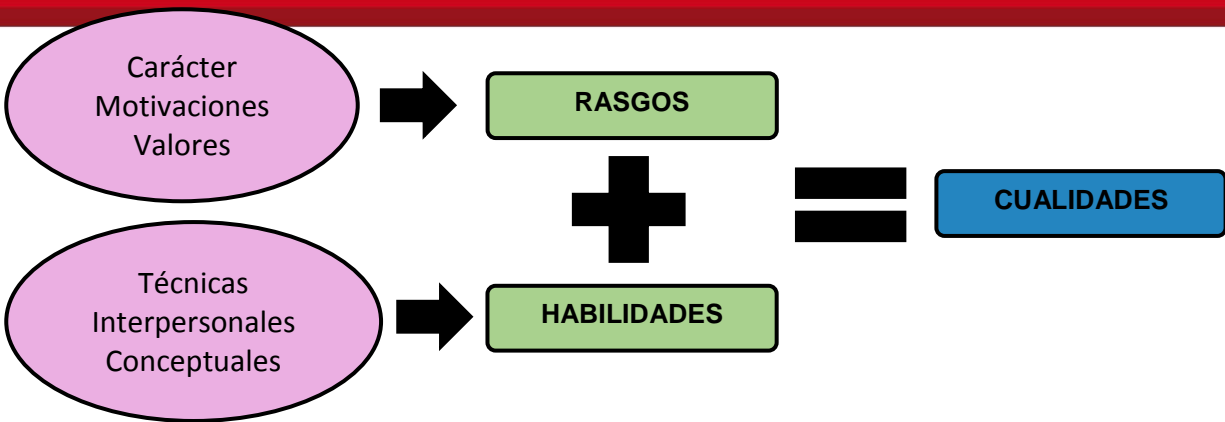 Carácter
Motivaciones
Valores
RASGOS
CUALIDADES
Técnicas
Interpersonales
Conceptuales
HABILIDADES